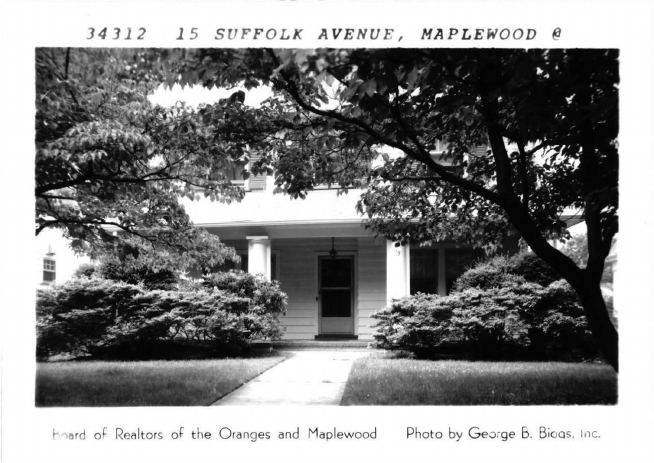 34312 15 SUFFOLK AVENUE, MAPLEWOOD @
Board of Realtors of the Oranges and Maplewood Photo by George B. Biggs, Inc.